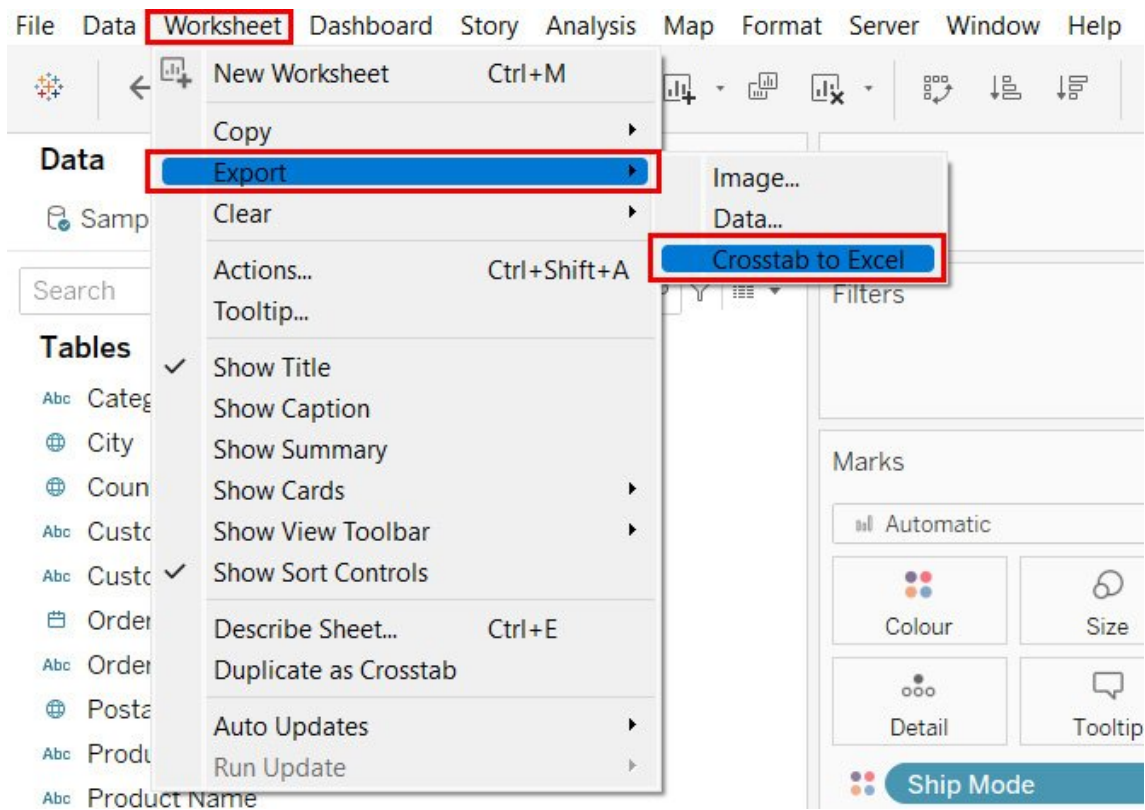 File Data Worksheet Dashboard Story Analysis Map Format Server Window Help
New Worksheet Ctrl+M
Copy
Export
Clear
Actions... Ctrl+Shift+A
Tooltip...
Show Title
Show Caption
Show Summary
Show Cards
Show View Toolbar
Show Sort Controls
Describe Sheet... Ctrl+E
Duplicate as Crosstab
Auto Updates
Run Update
Image...
Data...
Crosstab to Excel
Data
Samp
Search
Tables
Abc Categ
City
Coun
Abc Custo
Abc Custo
Order
Abc Order
Posta
Abc Produ
Abc Product Name
Filters
Marks
Automatic
Colour Size
Detail Tooltip
Ship Mode